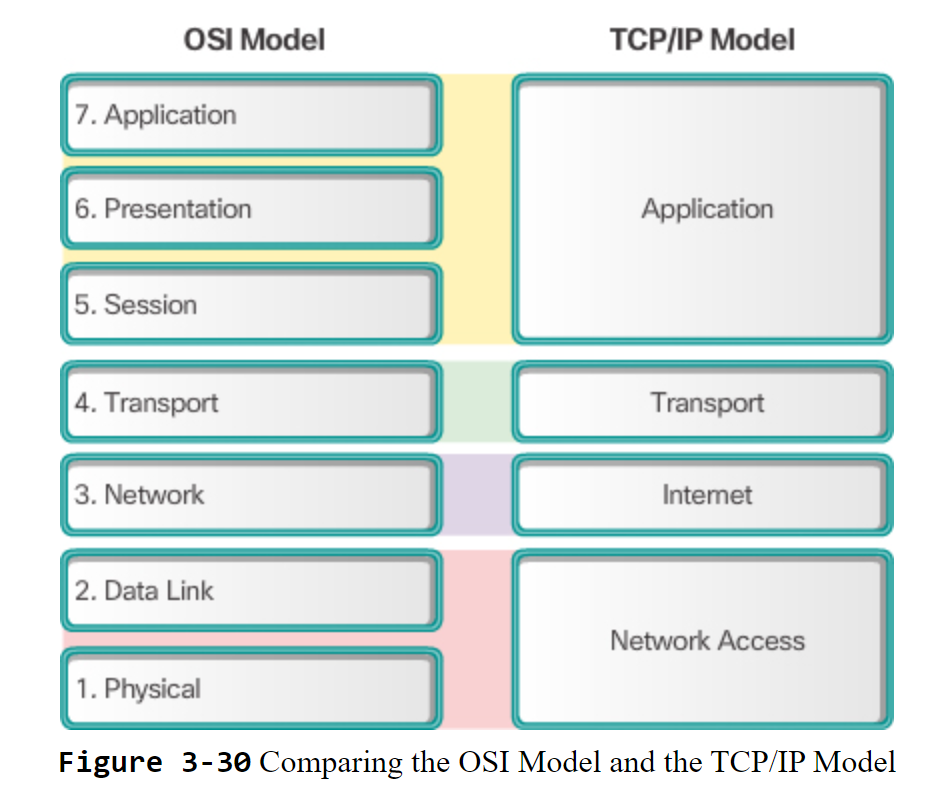 OSI Model
TCP/IP Model
7. Application
6. Presentation
5. Session
Application
4. Transport
Transport
3. Network
Internet
2. Data Link
1. Physical
Network Access
Figure 3-30 Comparing the OSI Model and the TCP/IP Model